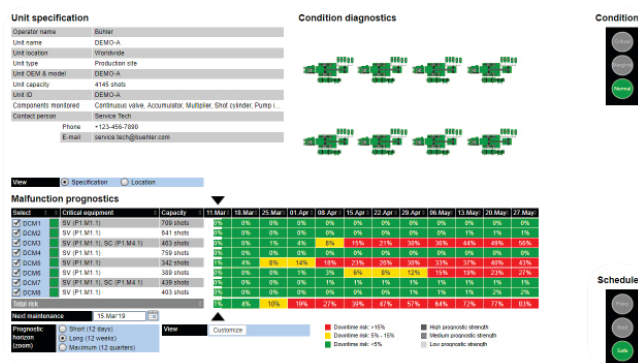 Unit specification
Condition diagnostics
Condition
Operator name Bühler
Unit name DEMO-A
Unit location Worldwide
Unit type Production site
Unit OEM & model DEMO-A
Unit capacity 4145 shots
Unit ID DEMO-A
Components monitored Continuous valve, Accumulator, Multiplier, Shot cylinder, Pump i...
Contact person Service Tech
Phone +123-456-7890
E-mail service.tech@buehler.com
Normal
View Specification Location
Malfunction prognostics
Select Critical equipment Capacity 11.Mar 18.Mar 25.Mar 01.Apr 08.Apr 15.Apr 22.Apr 29.Apr 06.May 13.May 20.May 27.May
DCM1 SV (P1.M1.1) 709 shots 0% 0% 0% 0% 0% 0% 0% 0% 0% 0% 0% 0%
DCM2 SV (P1.M1.1) 641 shots 0% 0% 0% 0% 0% 0% 0% 0% 0% 1% 1% 1%
DCM3 SV (P1.M1.1), SC (P1.M4.1) 463 shots 0% 0% 1% 4% 8% 15% 21% 30% 36% 44% 49% 56%
DCM4 SV (P1.M1.1) 759 shots 0% 0% 0% 0% 0% 0% 0% 0% 0% 0% 0% 0%
DCM5 SV (P1.M1.1) 342 shots 1% 4% 8% 14% 18% 23% 26% 30% 33% 37% 40% 43%
DCM6 SV (P1.M1.1) 389 shots 0% 0% 0% 1% 3% 6% 8% 12% 15% 19% 23% 27%
DCM7 SV (P1.M1.1), SC (P1.M4.1) 439 shots 0% 0% 0% 0% 0% 0% 0% 0% 1% 1% 1% 1%
DCM8 SV (P1.M1.1) 403 shots 0% 0% 0% 0% 0% 0% 0% 1% 1% 1% 2% 2%
Total risk 1% 4% 10% 19% 27% 39% 47% 57% 64% 72% 77% 83%
Next maintenance 15.Mar'19
Prognostic horizon (zoom)
Short (12 days)
Long (12 weeks)
Maximum (12 quarters)
View Customize
Downtime risk: >15%
Downtime risk: 5% - 15%
Downtime risk: <5%
High prognostic strength
Medium prognostic strength
Low prognostic strength
Schedule
Safe